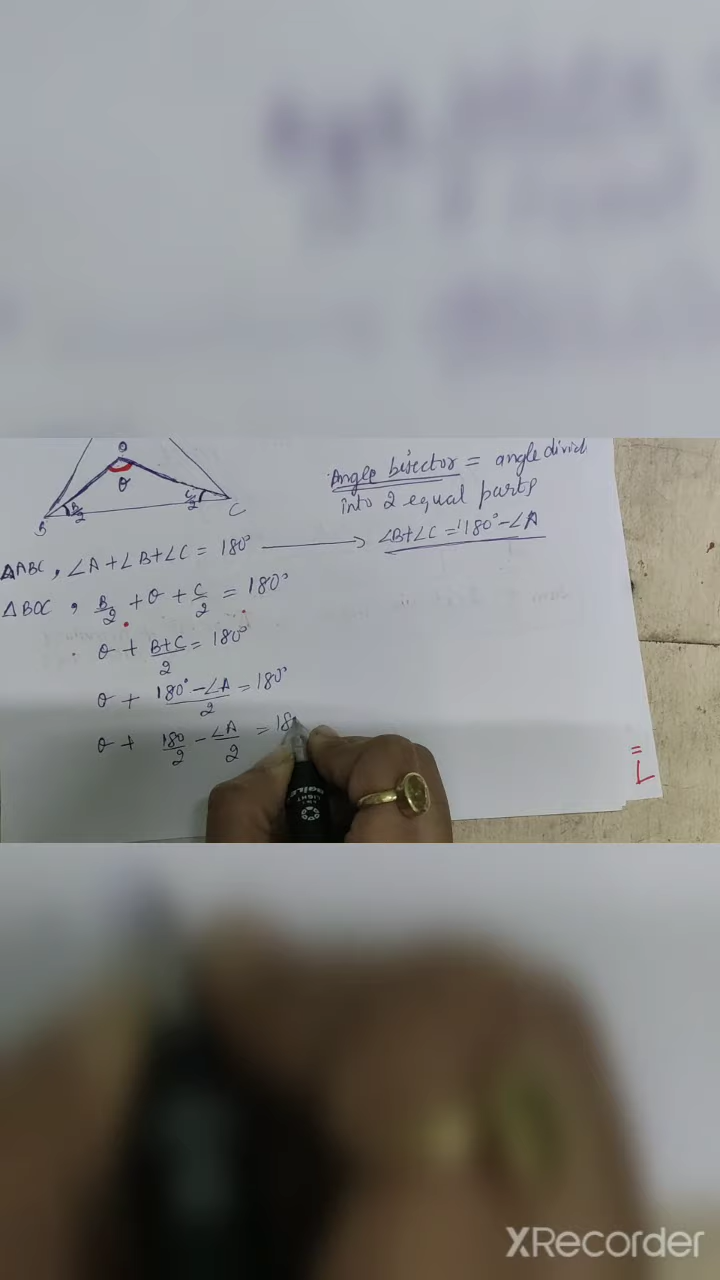 O
θ
B/2
C/2
B
C
Angle bisector = angle divid
into 2 equal parts
∠B+∠C = 180° - ∠A
ΔABC, ∠A + ∠B + ∠C = 180°
ΔBOC, B/2 + θ + C/2 = 180°
θ + B+C/2 = 180°
θ + 180° - ∠A/2 = 180°
θ + 180/2 - ∠A/2 = 18
XRecorder